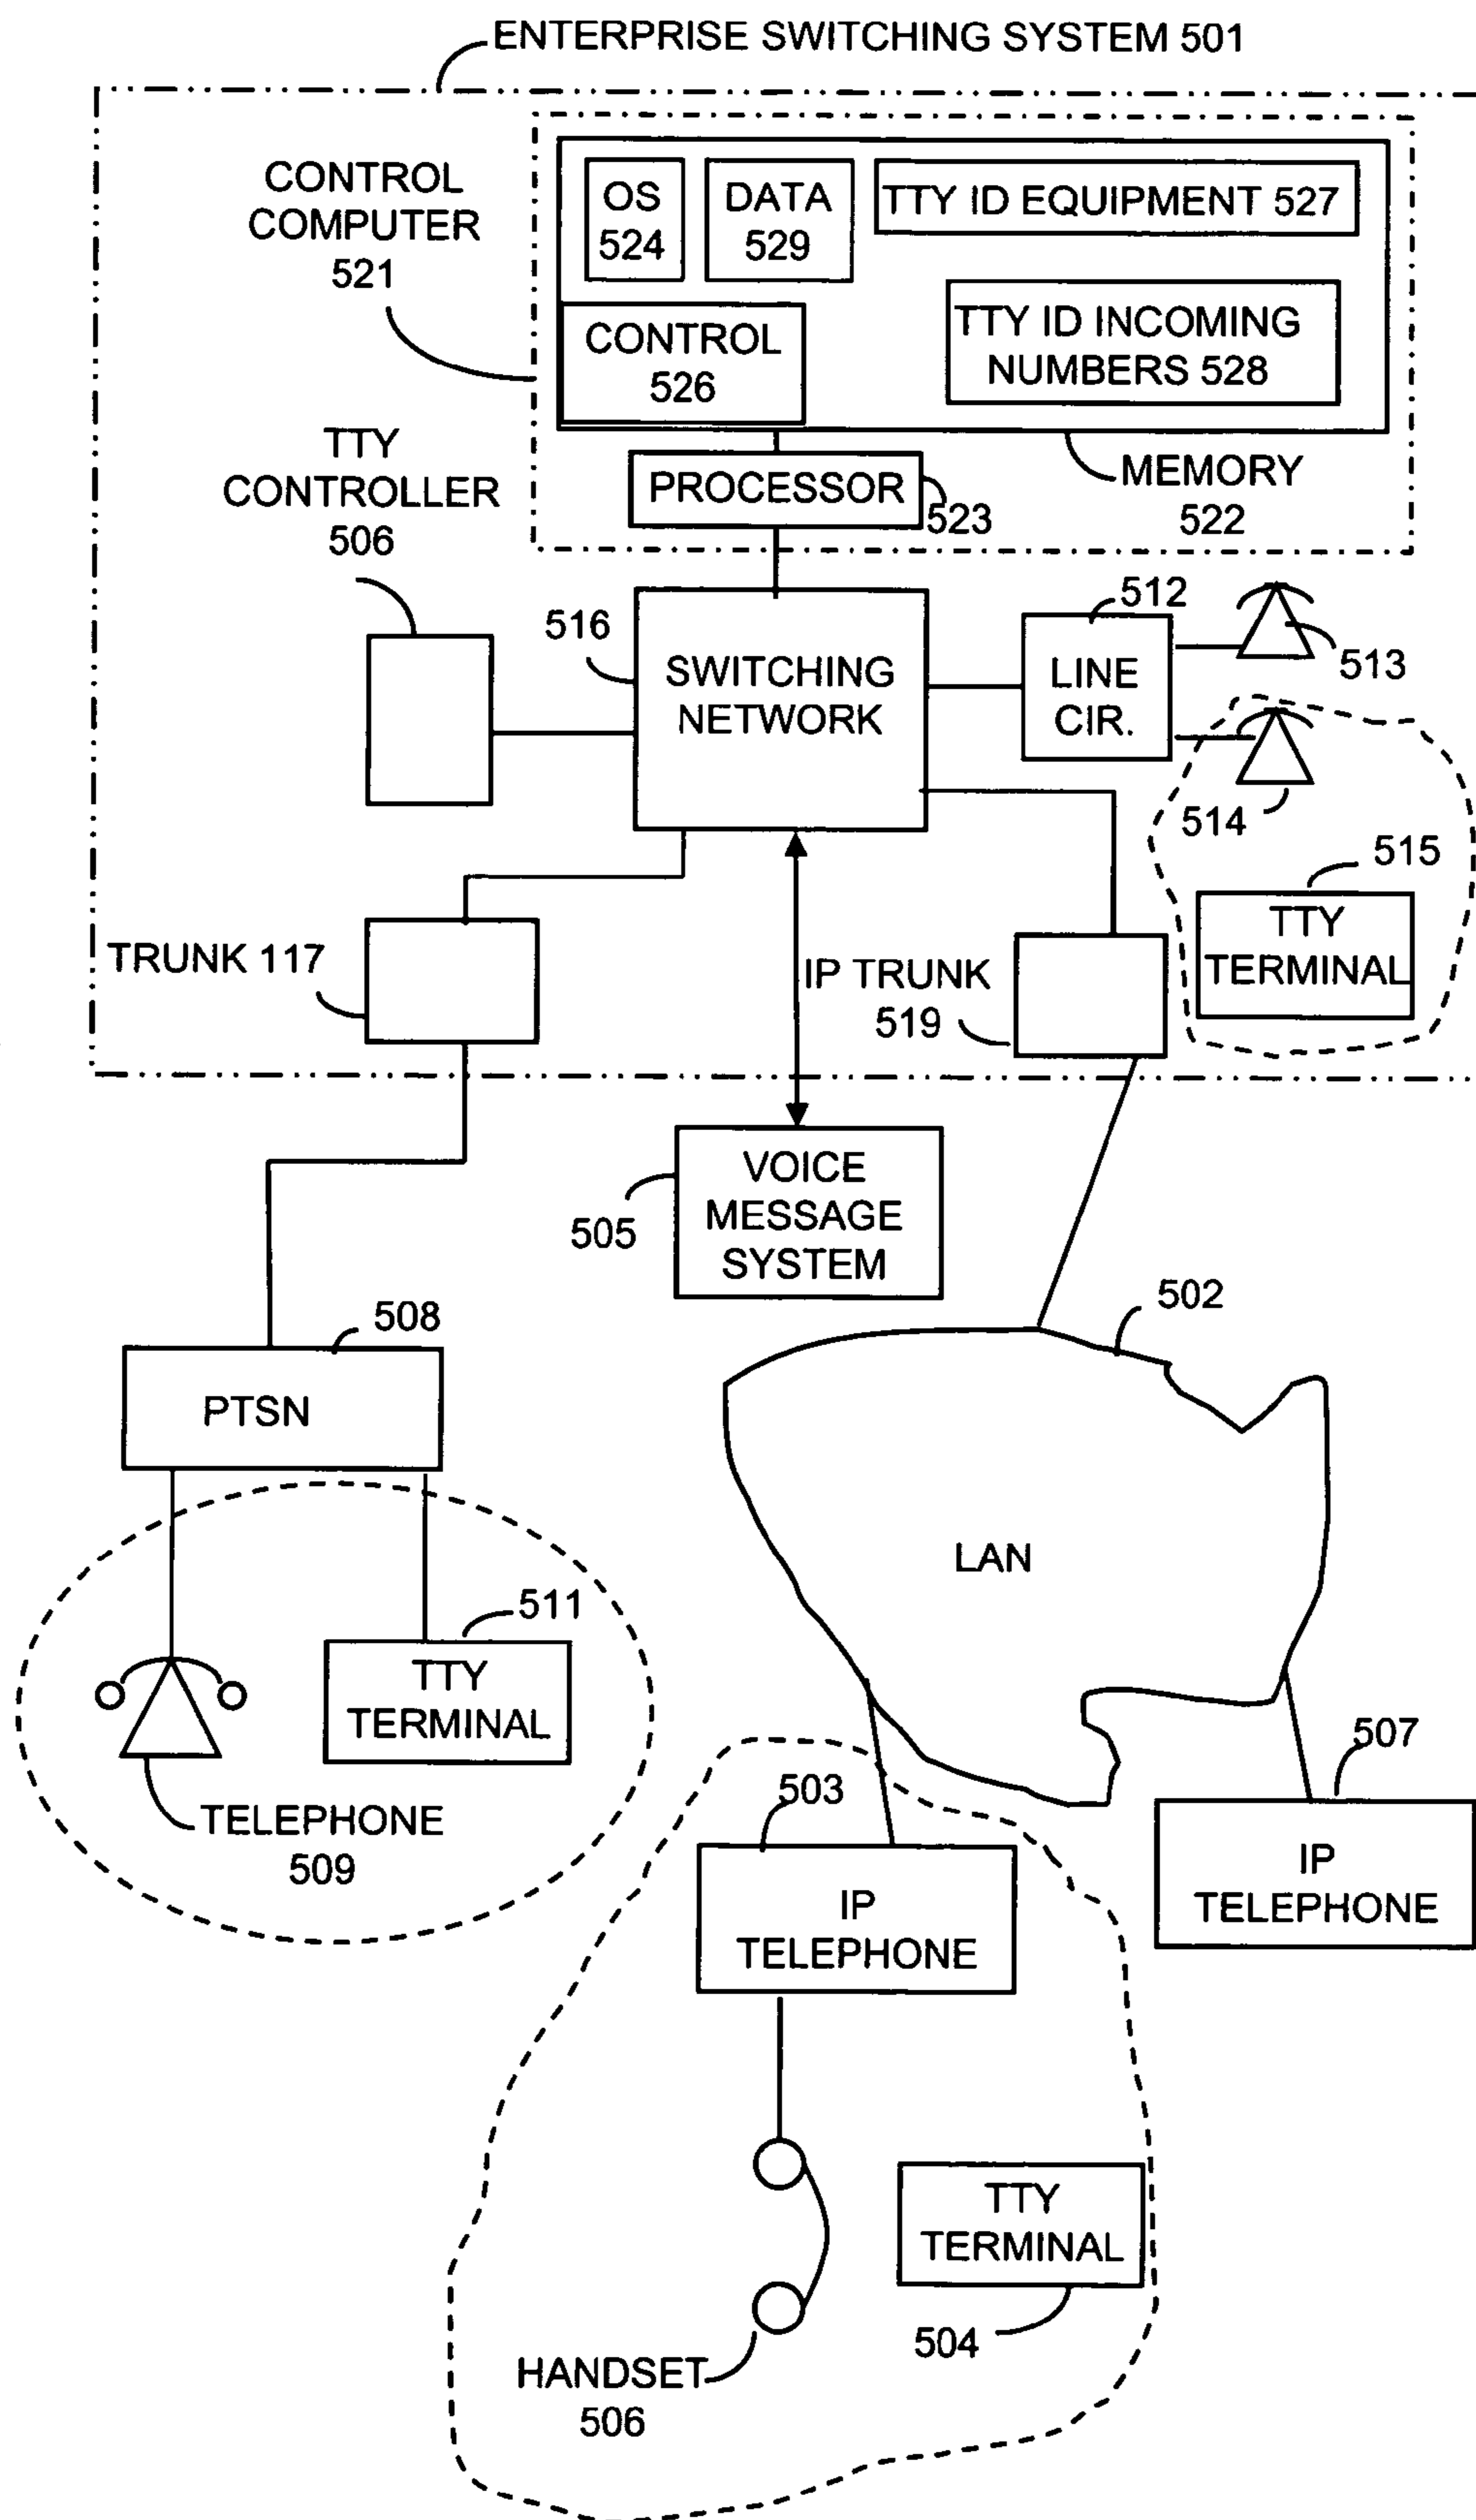 ENTERPRISE SWITCHING SYSTEM 501
CONTROL
COMPUTER
521
OS
524
DATA
529
TTY ID EQUIPMENT 527
CONTROL
526
TTY ID INCOMING
NUMBERS 528
TTY
CONTROLLER
506
PROCESSOR
523
MEMORY
522
516
SWITCHING
NETWORK
512
LINE
CIR.
513
514
515
TTY
TERMINAL
TRUNK 117
IP TRUNK
519
VOICE
MESSAGE
SYSTEM
505
502
508
PTSN
LAN
511
TTY
TERMINAL
TELEPHONE
509
503
IP
TELEPHONE
507
IP
TELEPHONE
TTY
TERMINAL
504
HANDSET
506